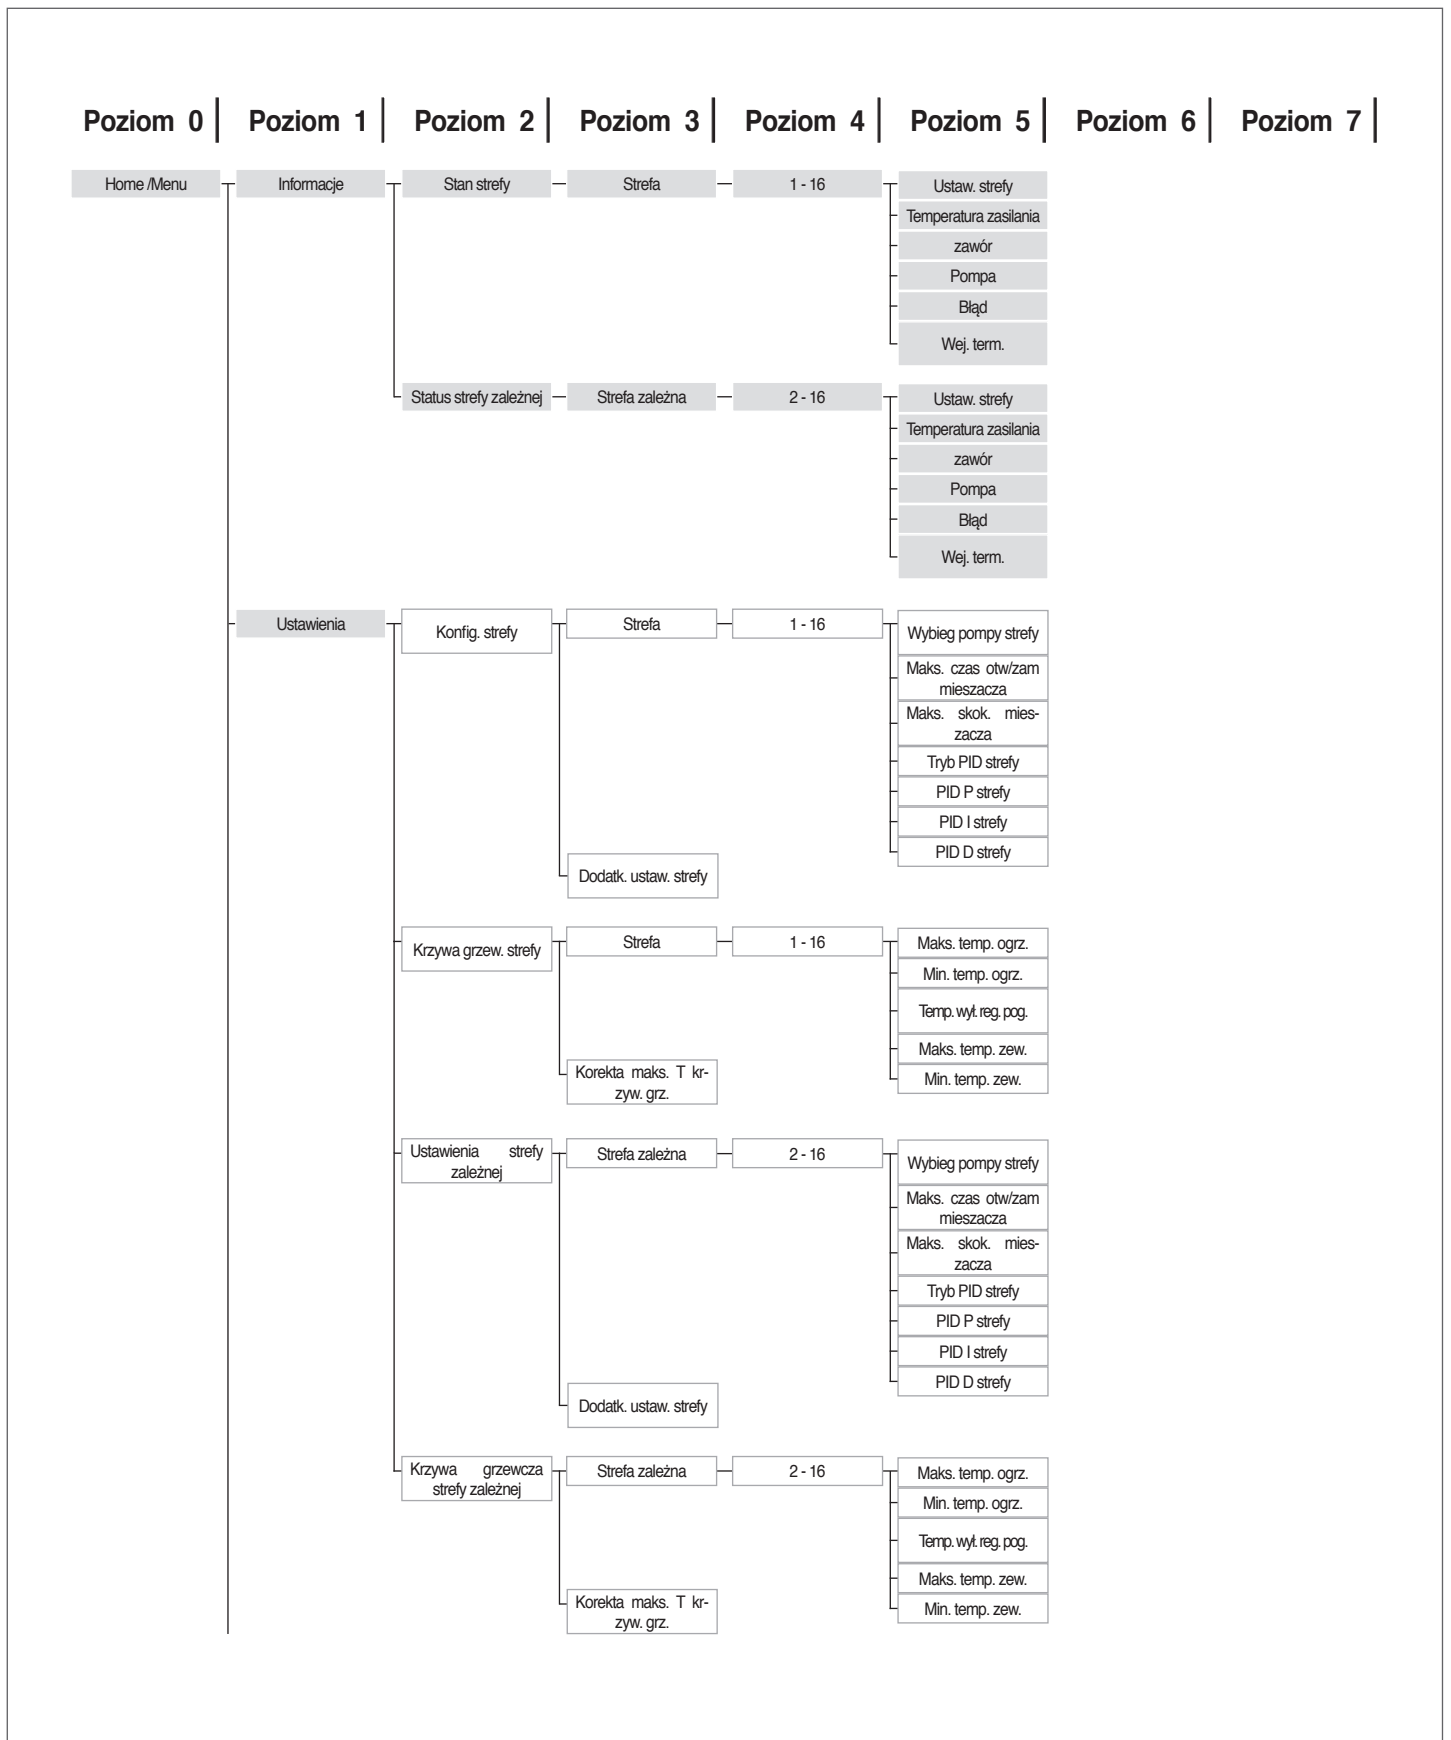 Poziom 0
Poziom 1
Poziom 2
Poziom 3
Poziom 4
Poziom 5
Poziom 6
Poziom 7
Home /Menu
Informacje
Stan strefy
Strefa
1 - 16
Ustaw. strefy
Temperatura zasilania
zawór
Pompa
Błąd
Wej. term.
Status strefy zależnej
Strefa zależna
2 - 16
Ustaw. strefy
Temperatura zasilania
zawór
Pompa
Błąd
Wej. term.
Ustawienia
Konfig. strefy
Strefa
1 - 16
Wybieg pompy strefy
Maks. czas otw/zam
mieszacza
Maks. skok. mies-
zacza
Tryb PID strefy
PID P strefy
PID I strefy
PID D strefy
Dodatk. ustaw. strefy
Krzywa grzew. strefy
Strefa
1 - 16
Maks. temp. ogrz.
Min. temp. ogrz.
Temp. wył. reg. pog.
Maks. temp. zew.
Min. temp. zew.
Korekta maks. T kr-
zyw. grz.
Ustawienia strefy
zależnej
Strefa zależna
2 - 16
Wybieg pompy strefy
Maks. czas otw/zam
mieszacza
Maks. skok. mies-
zacza
Tryb PID strefy
PID P strefy
PID I strefy
PID D strefy
Dodatk. ustaw. strefy
Krzywa grzewcza
strefy zależnej
Strefa zależna
2 - 16
Maks. temp. ogrz.
Min. temp. ogrz.
Temp. wył. reg. pog.
Maks. temp. zew.
Min. temp. zew.
Korekta maks. T kr-
zyw. grz.